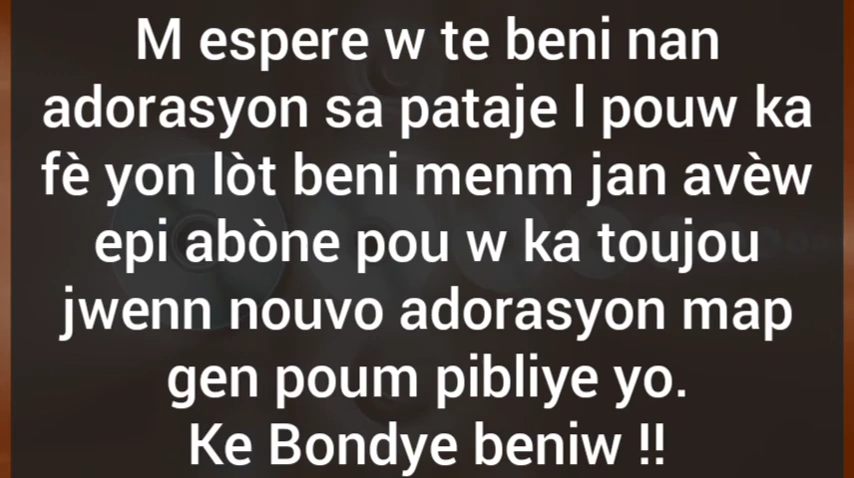 M espere w te beni nan
adorasyon sa pataje l pouw ka
fè yon lòt beni menm jan avèw
epi abòne pou w ka toujou
jwenn nouvo adorasyon map
gen poum pibliye yo.
Ke Bondye beniw !!